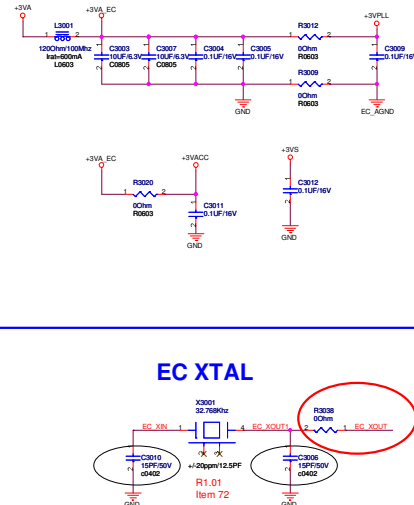 +3VA
+3VA_EC
+3VPLL
L3001
1 2
120Ohm/100Mhz
Irat=600mA
L0603
C3003
10UF/6.3V
C0805
C3007
10UF/6.3V
C0805
C3004
0.1UF/16V
C3005
0.1UF/16V
R3012
1 2
0Ohm
R0603
R3009
1 2
0Ohm
R0603
C3009
0.1UF/16V
GND
EC_AGND
+3VA_EC
+3VACC
+3VS
R3020
1 2
0Ohm
R0603
C3011
0.1UF/16V
GND
C3012
0.1UF/16V
GND
EC XTAL
X3001
32.768Khz
EC_XIN
1 4
EC_XOUT1
R3038
0Ohm
2 1
EC_XOUT
C3010
15PF/50V
c0402
GND
+/-20ppm/12.5PF
R1.01
Item 72
C3006
15PF/50V
c0402
GND